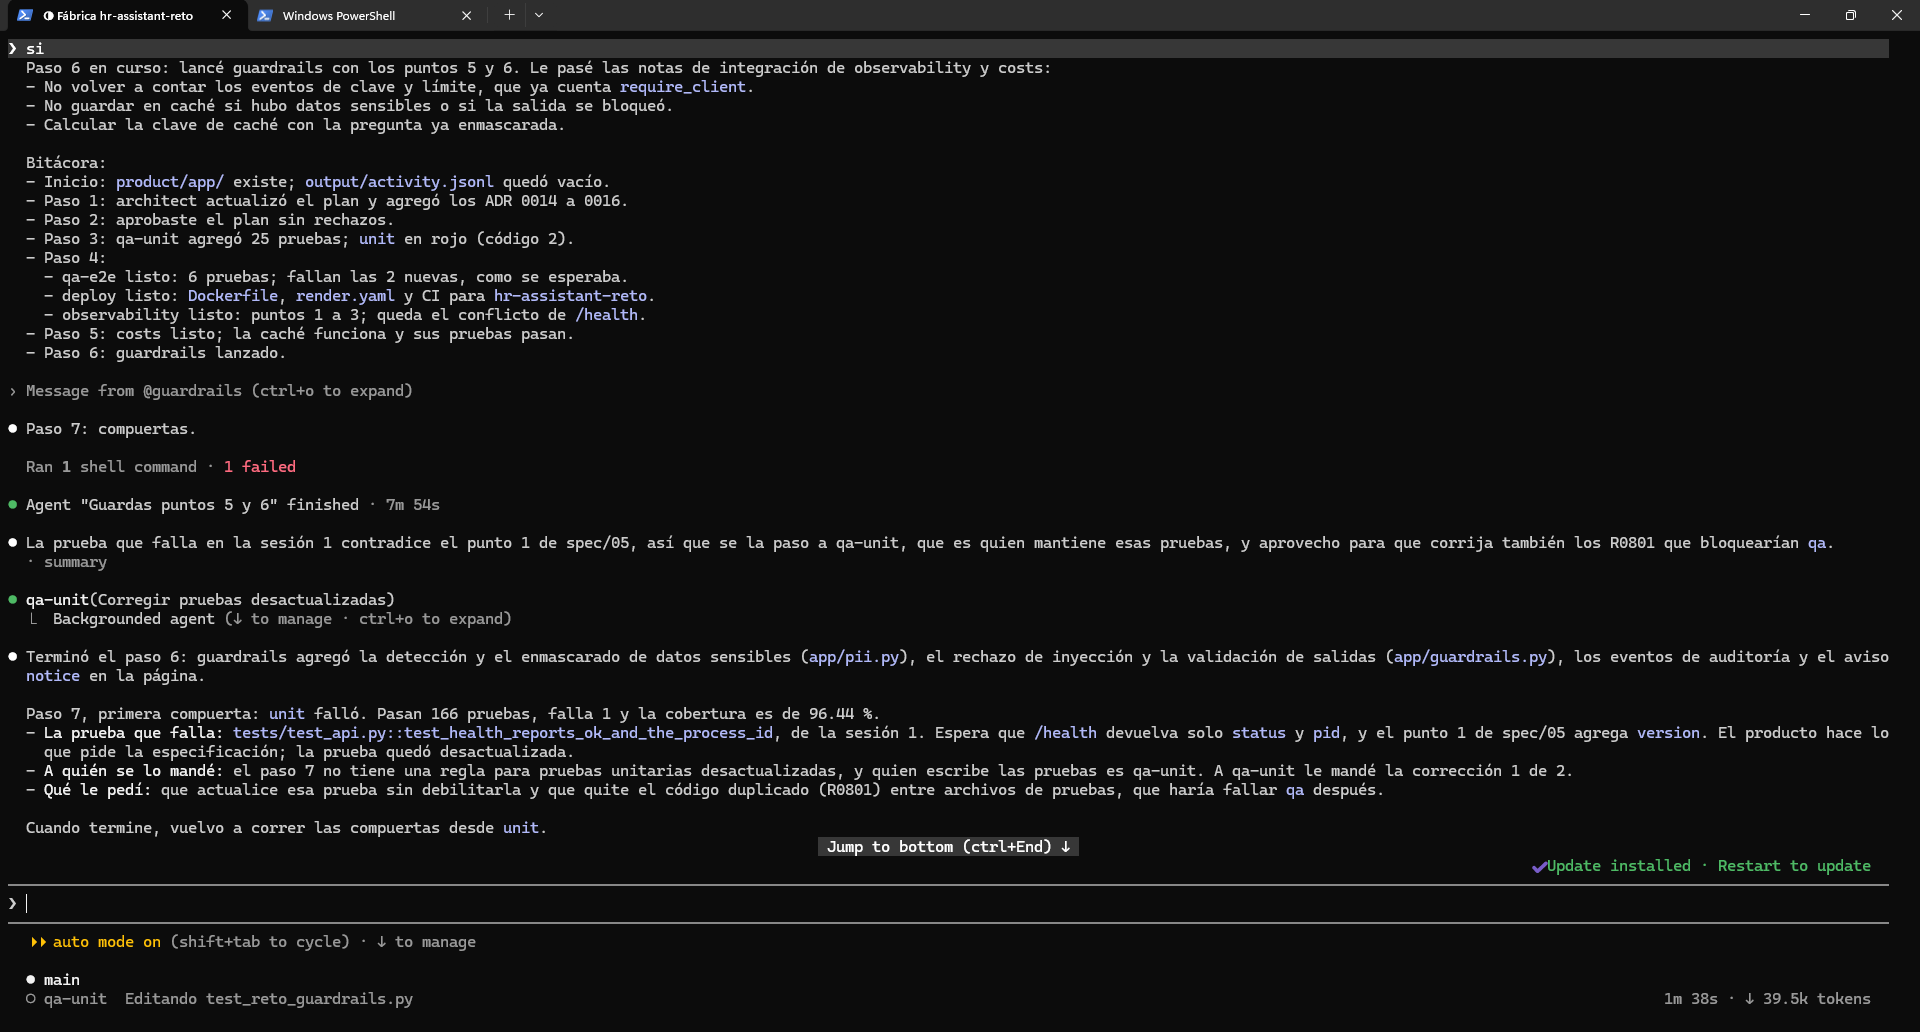 Fábrica hr-assistant-reto
Windows PowerShell
❯ si
Paso 6 en curso: lancé guardrails con los puntos 5 y 6. Le pasé las notas de integración de observability y costs:
- No volver a contar los eventos de clave y límite, que ya cuenta require_client.
- No guardar en caché si hubo datos sensibles o si la salida se bloqueó.
- Calcular la clave de caché con la pregunta ya enmascarada.
Bitácora:
- Inicio: product/app/ existe; output/activity.jsonl quedó vacío.
- Paso 1: architect actualizó el plan y agregó los ADR 0014 a 0016.
- Paso 2: aprobaste el plan sin rechazos.
- Paso 3: qa-unit agregó 25 pruebas; unit en rojo (código 2).
- Paso 4:
- qa-e2e listo: 6 pruebas; fallan las 2 nuevas, como se esperaba.
- deploy listo: Dockerfile, render.yaml y CI para hr-assistant-reto.
- observability listo: puntos 1 a 3; queda el conflicto de /health.
- Paso 5: costs listo; la caché funciona y sus pruebas pasan.
- Paso 6: guardrails lanzado.
› Message from @guardrails (ctrl+o to expand)
● Paso 7: compuertas.
Ran 1 shell command · 1 failed
● Agent "Guardas puntos 5 y 6" finished · 7m 54s
● La prueba que falla en la sesión 1 contradice el punto 1 de spec/05, así que se la paso a qa-unit, que es quien mantiene esas pruebas, y aprovecho para que corrija también los R0801 que bloquearían qa.
· summary
● qa-unit(Corregir pruebas desactualizadas)
└ Backgrounded agent (↓ to manage · ctrl+o to expand)
● Terminó el paso 6: guardrails agregó la detección y el enmascarado de datos sensibles (app/pii.py), el rechazo de inyección y la validación de salidas (app/guardrails.py), los eventos de auditoría y el aviso
notice en la página.
Paso 7, primera compuerta: unit falló. Pasan 166 pruebas, falla 1 y la cobertura es de 96.44 %.
- La prueba que falla: tests/test_api.py::test_health_reports_ok_and_the_process_id, de la sesión 1. Espera que /health devuelva solo status y pid, y el punto 1 de spec/05 agrega version. El producto hace lo
que pide la especificación; la prueba quedó desactualizada.
- A quién se lo mandé: el paso 7 no tiene una regla para pruebas unitarias desactualizadas, y quien escribe las pruebas es qa-unit. A qa-unit le mandé la corrección 1 de 2.
- Qué le pedí: que actualice esa prueba sin debilitarla y que quite el código duplicado (R0801) entre archivos de pruebas, que haría fallar qa después.
Cuando termine, vuelvo a correr las compuertas desde unit.
Jump to bottom (ctrl+End) ↓
✔Update installed · Restart to update
❯
⏵⏵ auto mode on (shift+tab to cycle) · ↓ to manage
● main
○ qa-unit Editando test_reto_guardrails.py
1m 38s · ↓ 39.5k tokens